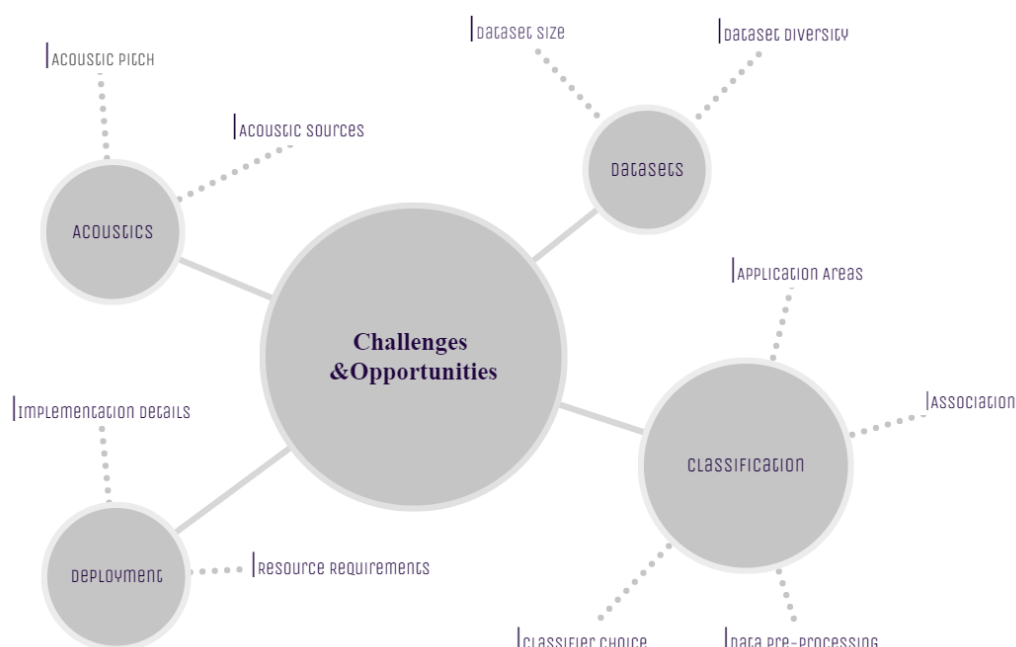 Dataset Size
Dataset Diversity
Acoustic Pitch
Acoustic Sources
Datasets
Acoustics
Application Areas
Challenges
&Opportunities
Association
Implementation Details
Classification
Resource Requirements
Deployment
Classifier Choice
Data Pre-Processing